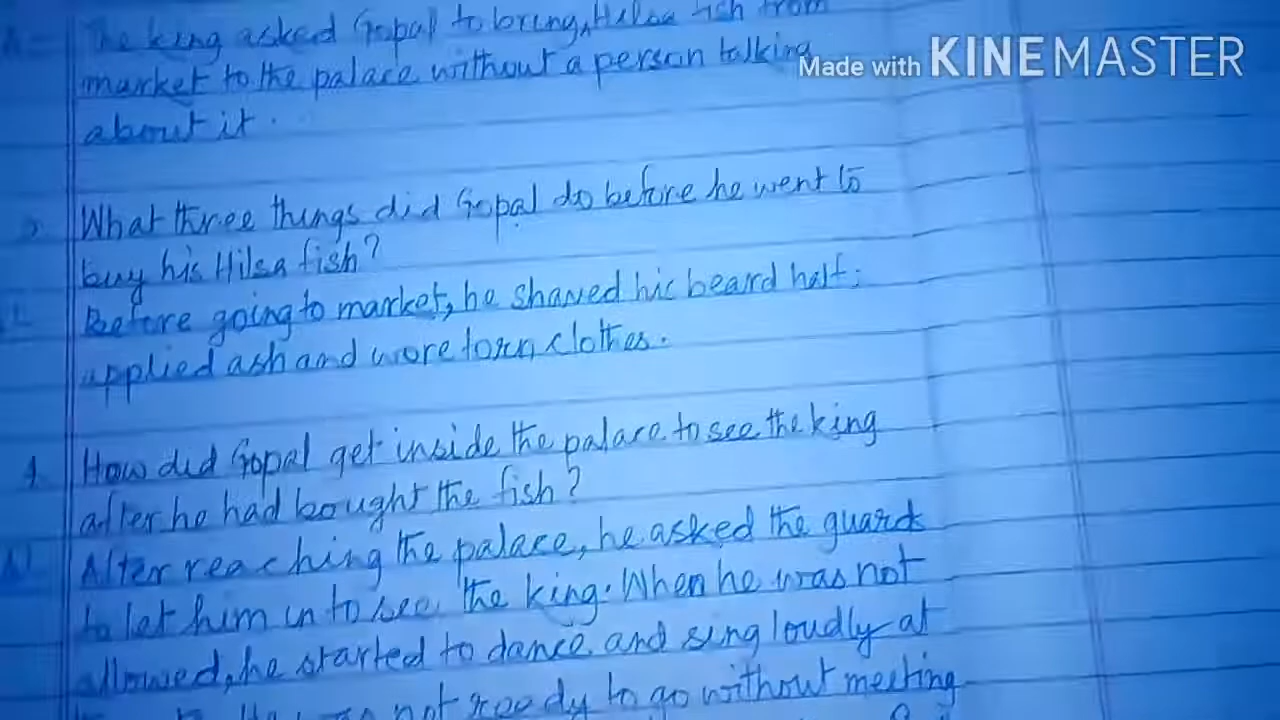 The king asked Gopal to bring Hilsa fish from
market to the palace without a person talking
about it.
Made with KINEMASTER
What three things did Gopal do before he went to
buy his Hilsa fish?
Before going to market, he shaved his beard half,
applied ash and wore torn clothes.
How did Gopal get inside the palace to see the king
after he had bought the fish?
After reaching the palace, he asked the guard
to let him in to see the king. When he was not
allowed, he started to dance and sing loudly at
not ready to go without meeting